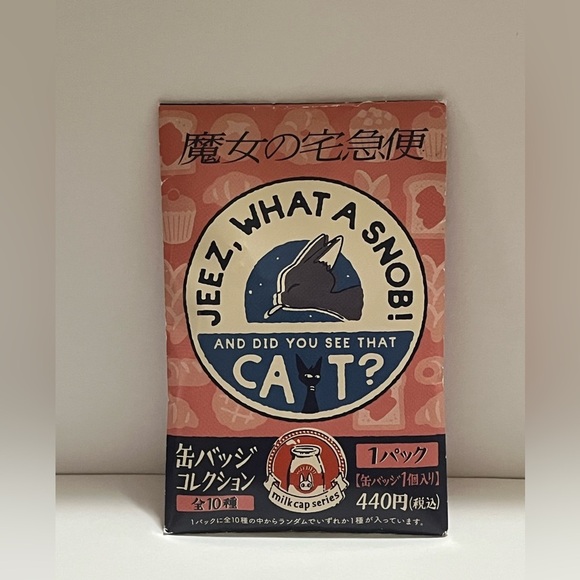 魔女の宅急便
JEEZ, WHAT A SNOB!
AND DID YOU SEE THAT
CAT?
缶バッジ
コレクション
全10種
milk cap series
1パック
【缶バッジ1個入り】
440円(税込)
1パックに全10種の中からランダムでいずれか1種が入っています。